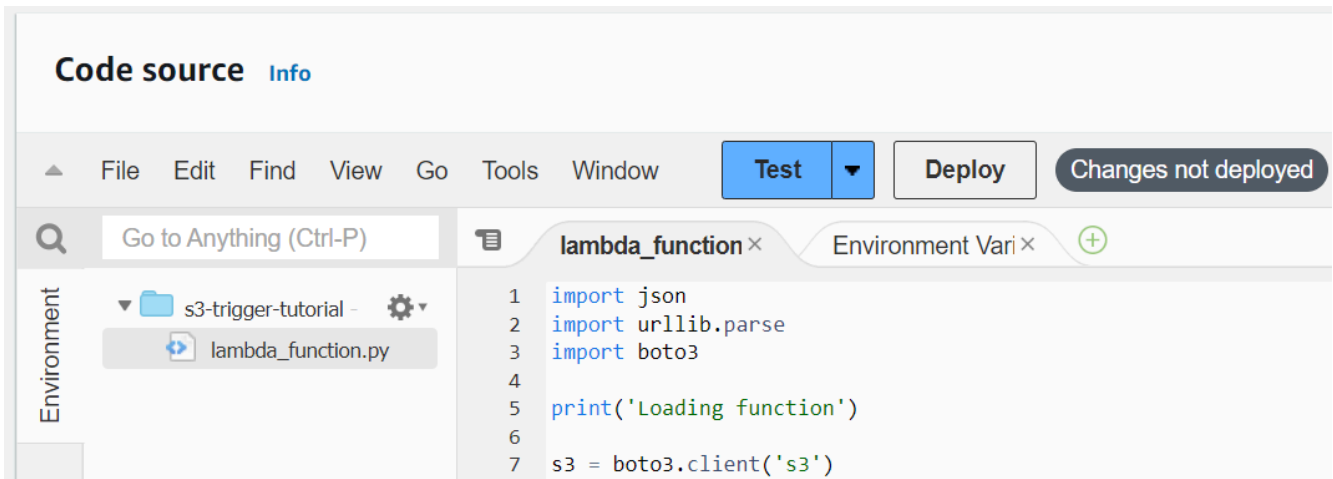 Code source Info
File Edit Find View Go Tools Window Test Deploy Changes not deployed
Go to Anything (Ctrl-P)
lambda_function Environment Vari
Environment
s3-trigger-tutorial -
lambda_function.py
1 import json
2 import urllib.parse
3 import boto3
4
5 print('Loading function')
6
7 s3 = boto3.client('s3')